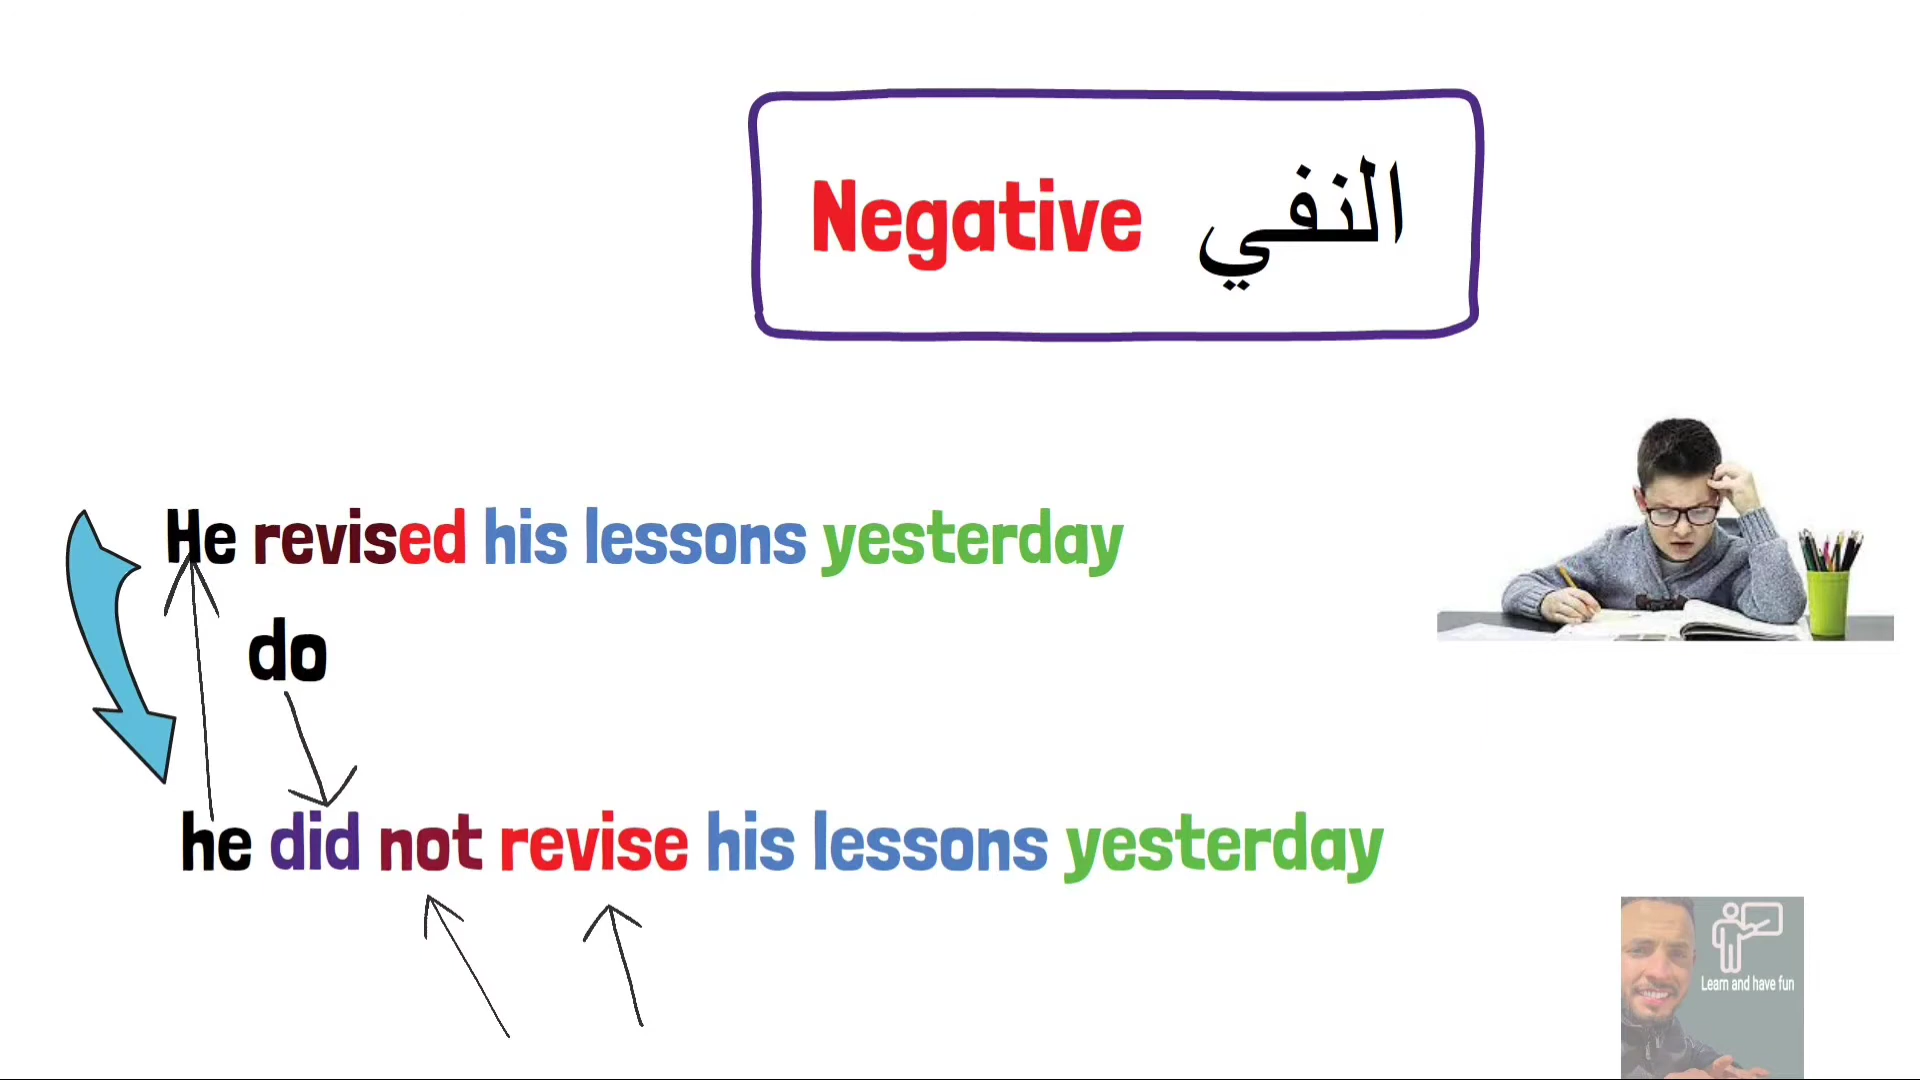 Negative النفي
He revised his lessons yesterday
do
he did not revise his lessons yesterday
Learn and have fun